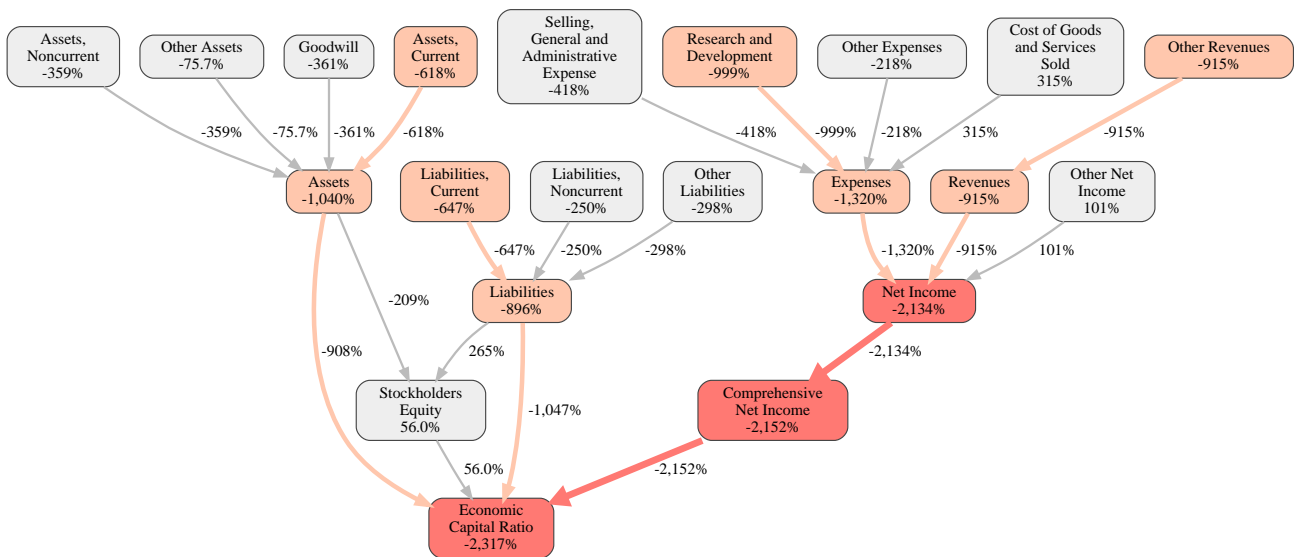 Assets,
Noncurrent
-359%
Other Assets
-75.7%
Goodwill
-361%
Assets,
Current
-618%
Selling,
General and
Administrative
Expense
-418%
Research and
Development
-999%
Other Expenses
-218%
Cost of Goods
and Services
Sold
315%
Other Revenues
-915%
-359%
-75.7%
-361%
-618%
-418%
-999%
-218%
315%
-915%
Assets
-1,040%
Liabilities,
Current
-647%
Liabilities,
Noncurrent
-250%
Other
Liabilities
-298%
Expenses
-1,320%
Revenues
-915%
Other Net
Income
101%
-647%
-250%
-298%
-1,320%
-915%
101%
-209%
Liabilities
-896%
Net Income
-2,134%
-908%
265%
-2,134%
Stockholders
Equity
56.0%
-1,047%
Comprehensive
Net Income
-2,152%
56.0%
-2,152%
Economic
Capital Ratio
-2,317%